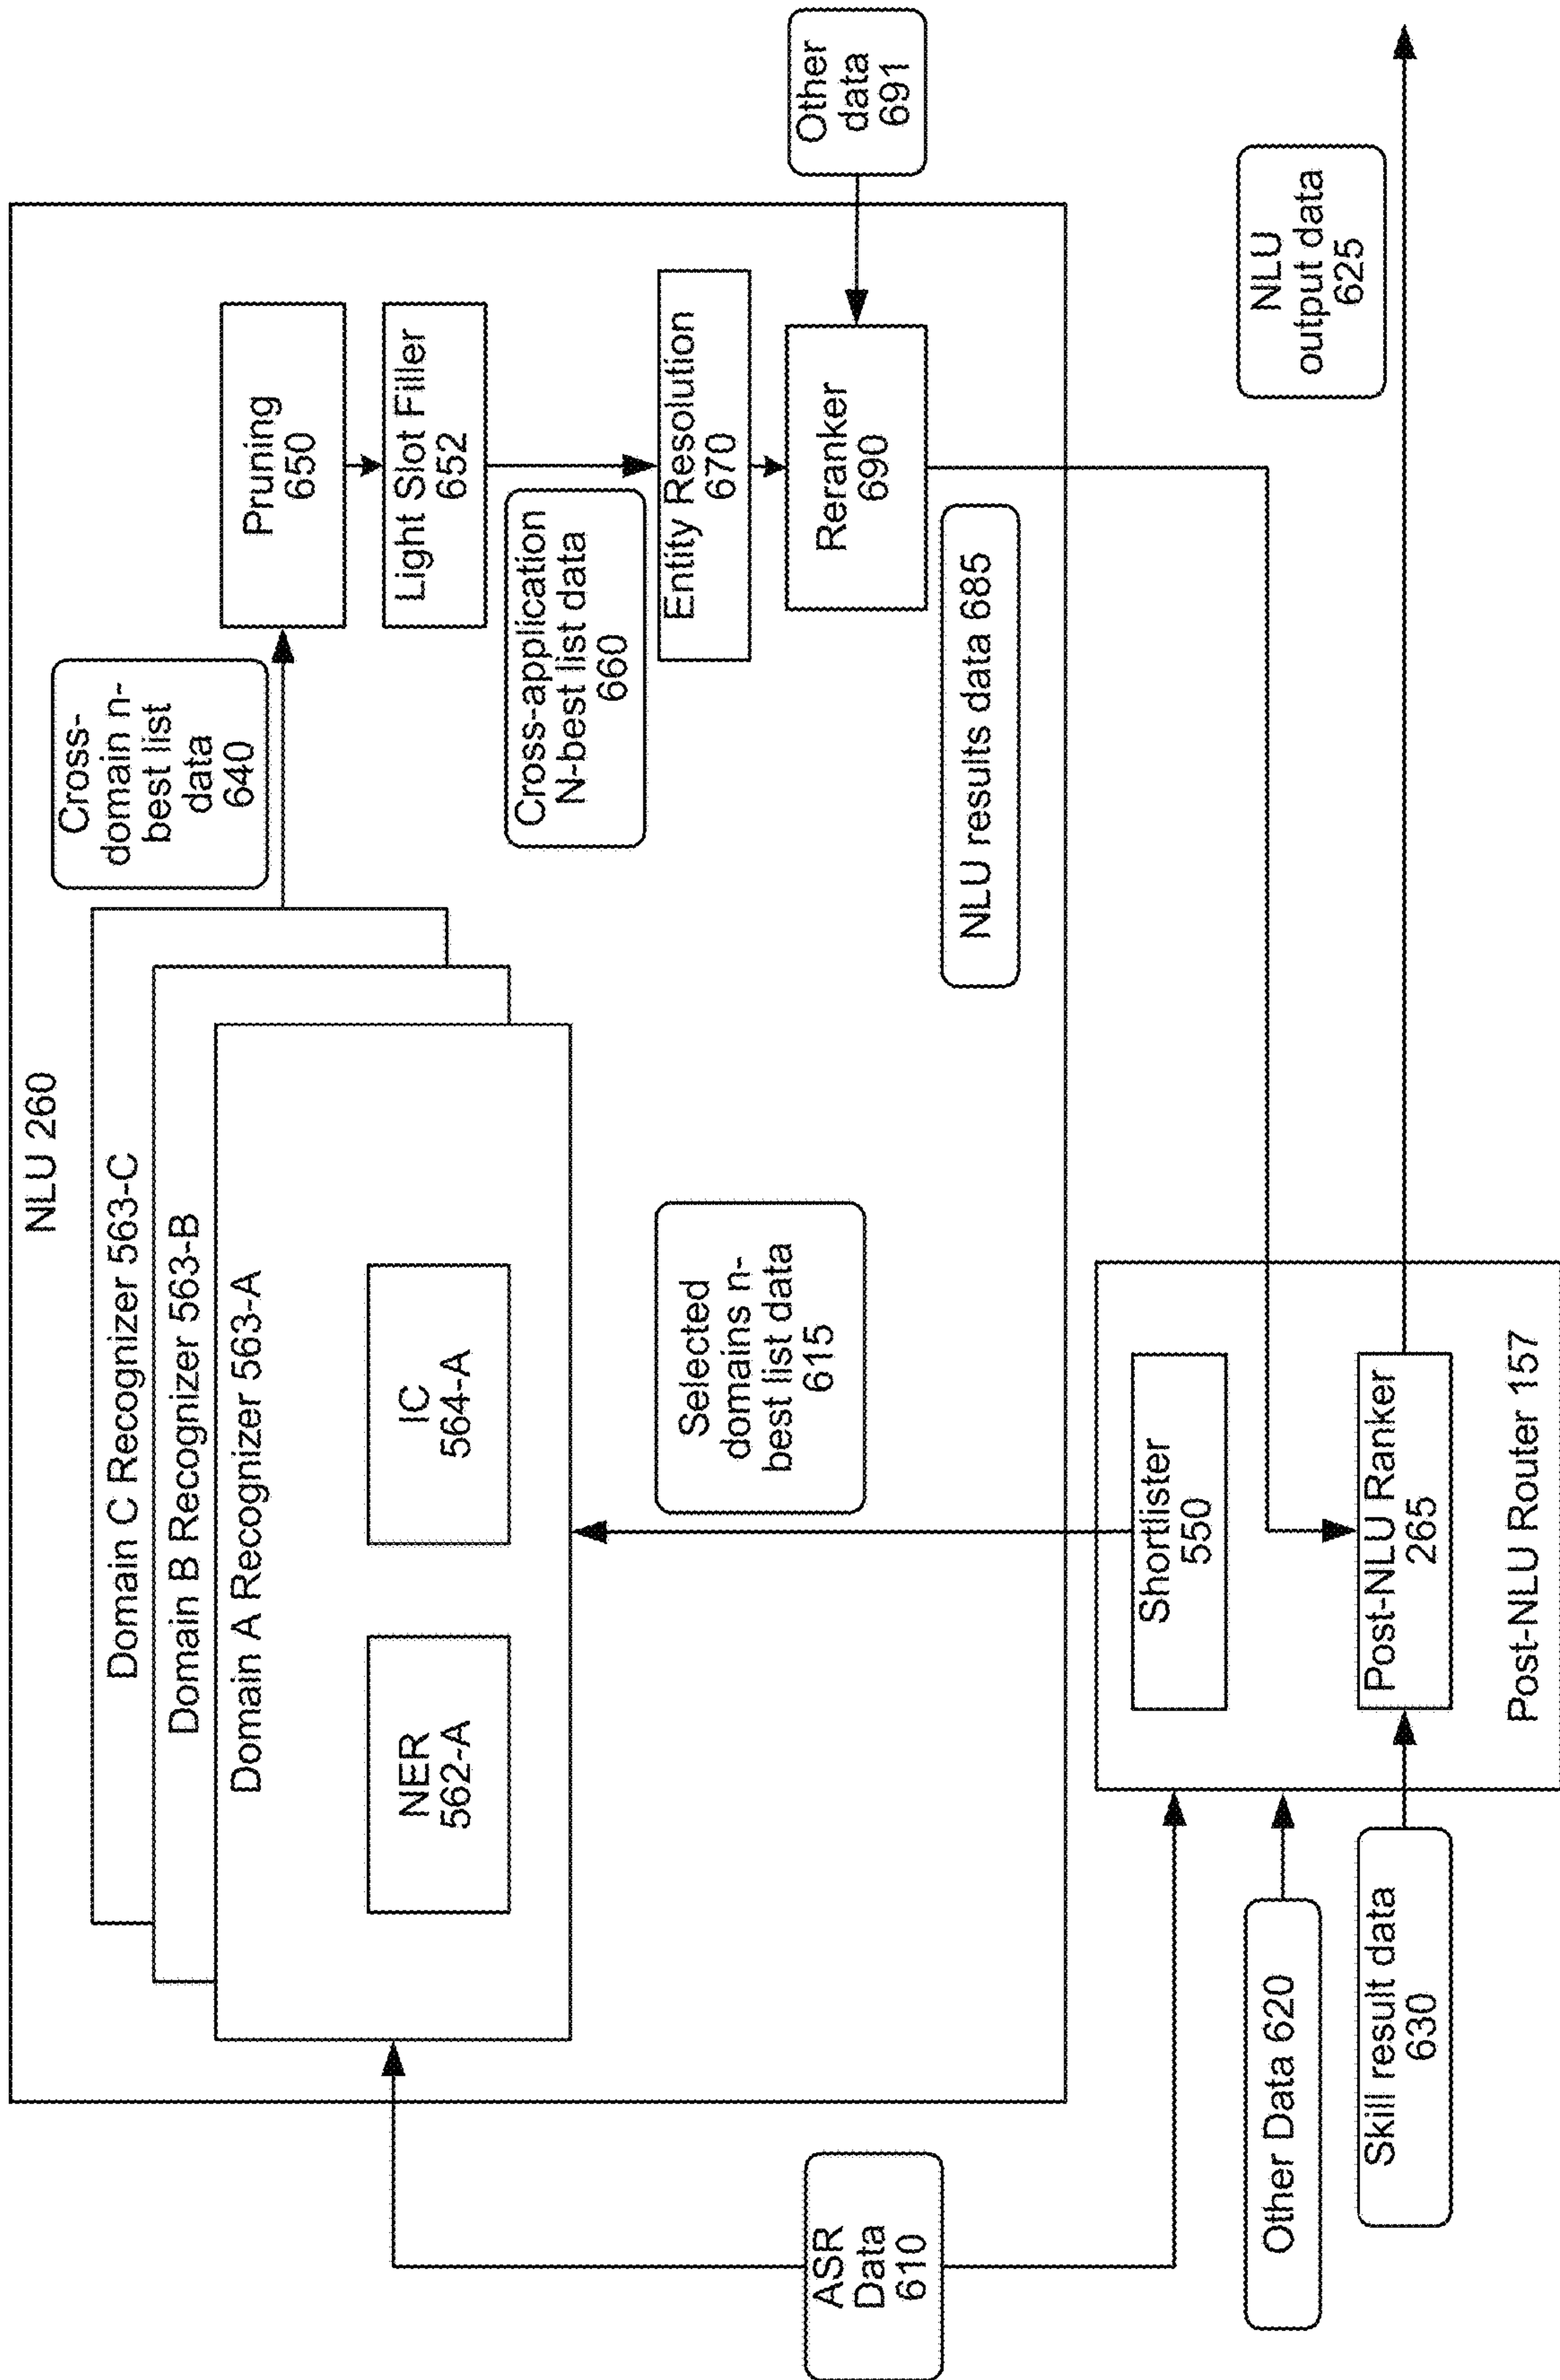 NLU 260
Domain C Recognizer 563-C
Domain B Recognizer 563-B
Domain A Recognizer 563-A
NER
562-A
IC
564-A
Cross-
domain n-
best list
data
640
Pruning
650
Light Slot Filler
652
Cross-application
N-best list data
660
Entity Resolution
670
Reranker
690
Other
data
691
NLU results data 685
Selected
domains n-
best list data
615
ASR
Data
610
Shortlister
550
Post-NLU Ranker
265
Post-NLU Router 157
Other Data 620
Skill result data
630
NLU
output data
625